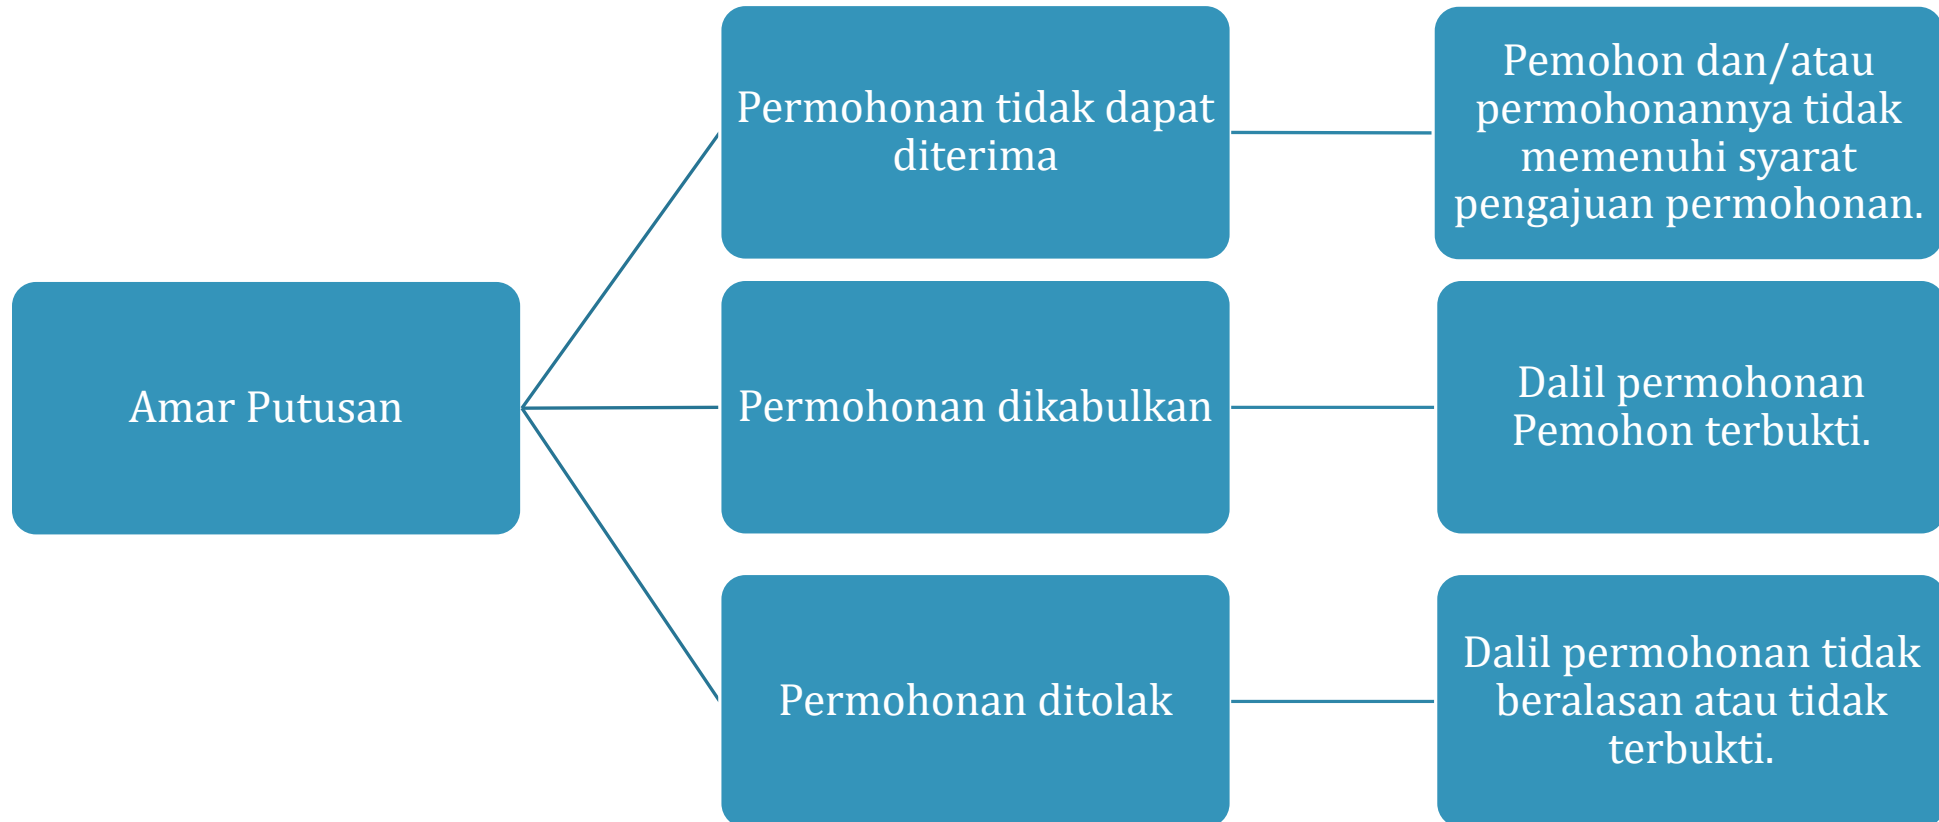 Amar Putusan
Permohonan tidak dapat
diterima
Pemohon dan/atau
permohonannya tidak
memenuhi syarat
pengajuan permohonan.
Permohonan dikabulkan
Dalil permohonan
Pemohon terbukti.
Permohonan ditolak
Dalil permohonan tidak
beralasan atau tidak
terbukti.